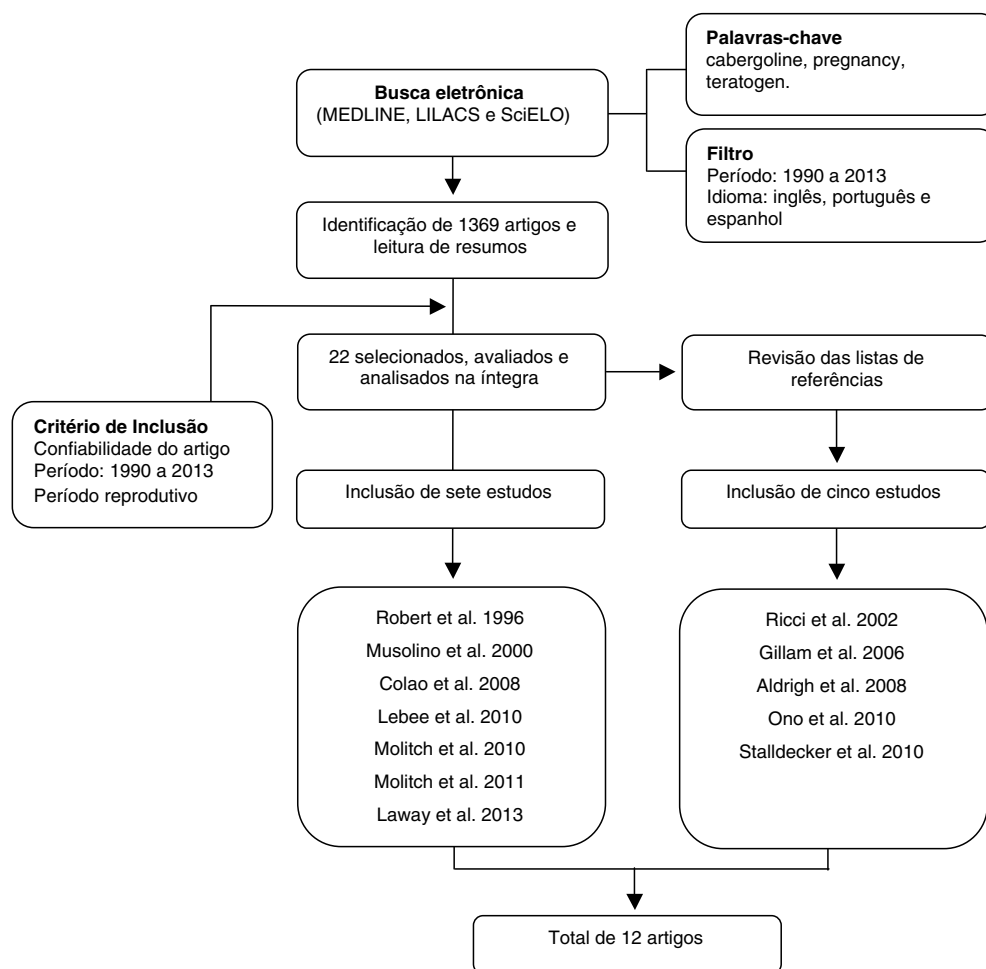 Palavras-chave
cabergoline, pregnancy,
teratogen.
Busca eletrônica
(MEDLINE, LILACS e SciELO)
Filtro
Período: 1990 a 2013
Idioma: inglês, português e
espanhol
Identificação de 1369 artigos e
leitura de resumos
22 selecionados, avaliados e
analisados na íntegra
Revisão das listas de
referências
Critério de Inclusão
Confiabilidade do artigo
Período: 1990 a 2013
Período reprodutivo
Inclusão de sete estudos
Inclusão de cinco estudos
Robert et al. 1996
Musolino et al. 2000
Colao et al. 2008
Lebee et al. 2010
Molitch et al. 2010
Molitch et al. 2011
Laway et al. 2013
Ricci et al. 2002
Gillam et al. 2006
Aldrigh et al. 2008
Ono et al. 2010
Stalldecker et al. 2010
Total de 12 artigos